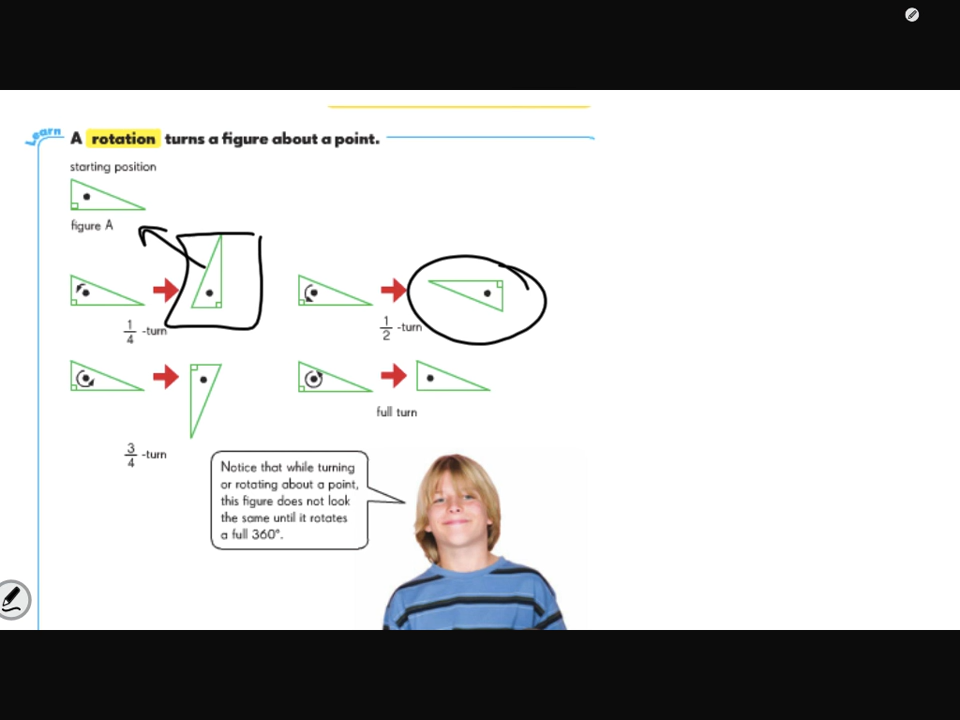 Learn
A rotation turns a figure about a point.
starting position
figure A
1/4 -turn
1/2 -turn
3/4 -turn
full turn
Notice that while turning
or rotating about a point,
this figure does not look
the same until it rotates
a full 360°.